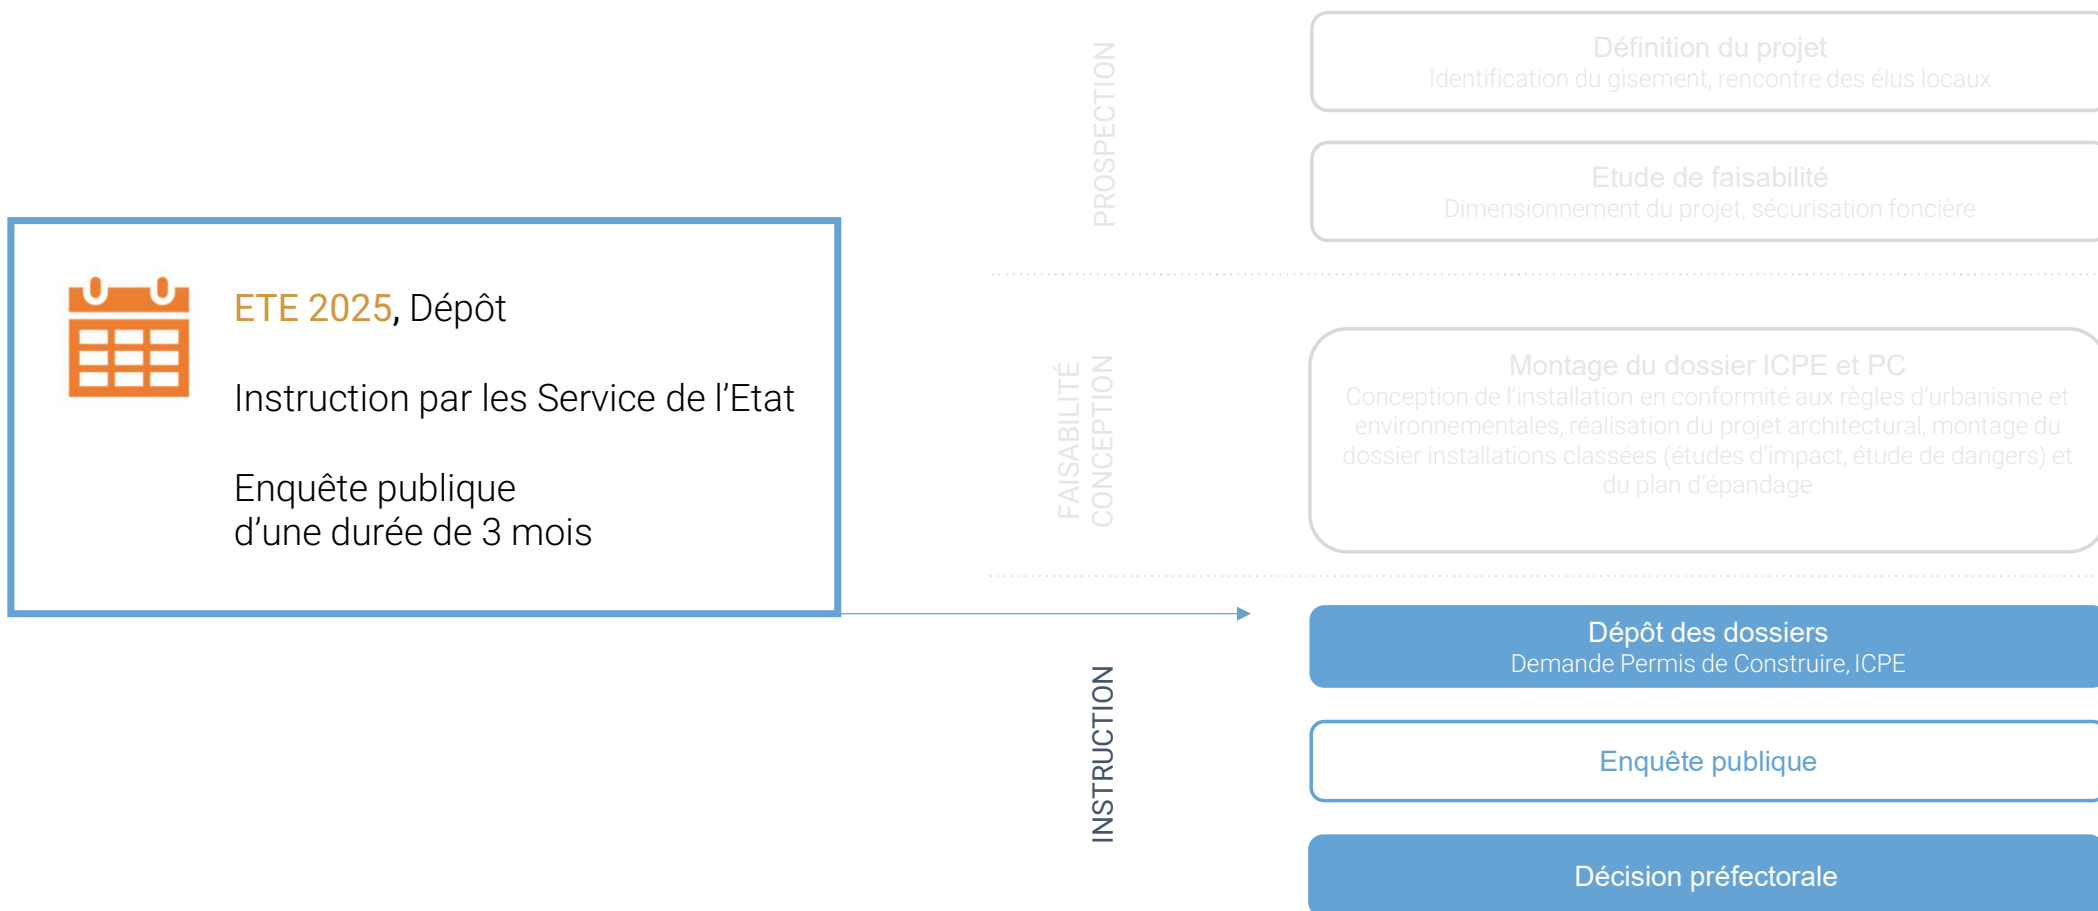 ETE 2025, Dépôt
Instruction par les Service de l’Etat
Enquête publique
d’une durée de 3 mois
PROSPECTION
Définition du projet
Identification du gisement, rencontre des élus locaux
Etude de faisabilité
Dimensionnement du projet, sécurisation foncière
FAISABILITÉ
CONCEPTION
Montage du dossier ICPE et PC
Conception de l’installation en conformité aux règles d’urbanisme et
environnementales, réalisation du projet architectural, montage du
dossier installations classées (études d’impact, étude de dangers) et
du plan d’épandage
INSTRUCTION
Dépôt des dossiers
Demande Permis de Construire, ICPE
Enquête publique
Décision préfectorale